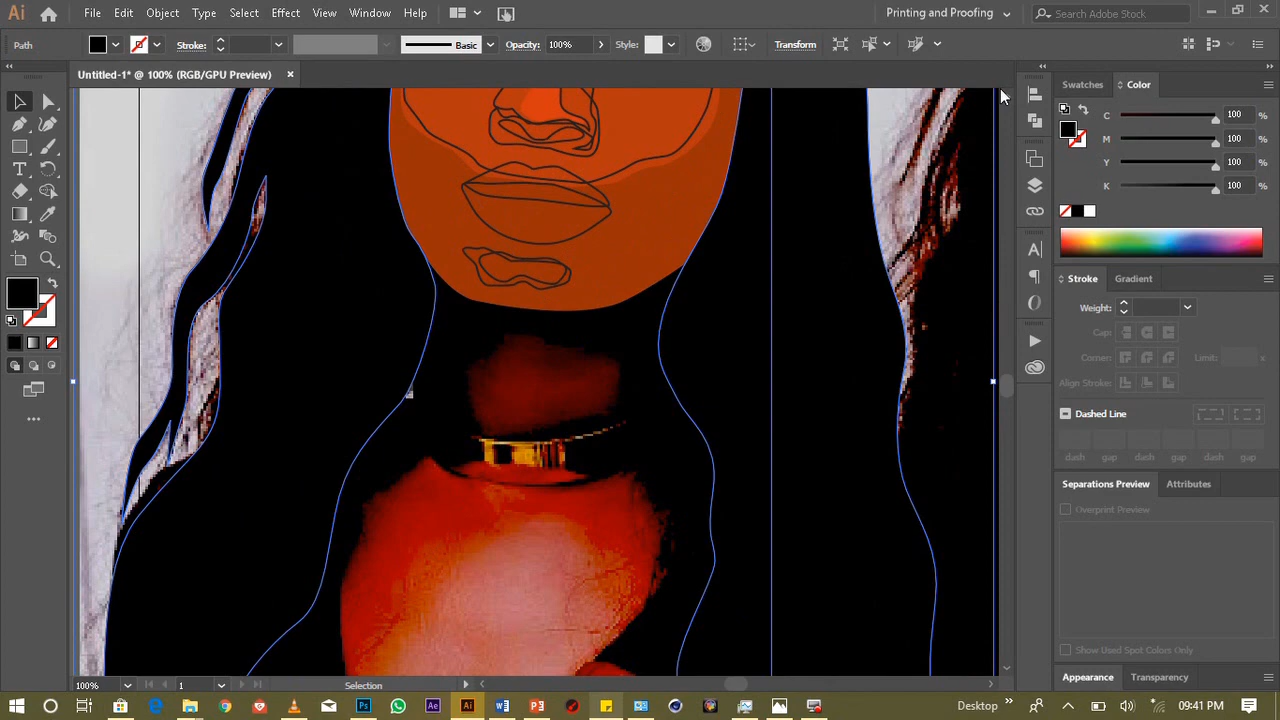 Ai File Edit Object Type Select Effect View Window Help Printing and Proofing Search Adobe Stock
Path Stroke: Basic Opacity: 100% Style: Transform
Untitled-1* @ 100% (RGB/GPU Preview) ×
Swatches Color
C 100 %
M 100 %
Y 100 %
K 100 %
Stroke Gradient
Weight:
Cap:
Corner: Limit: x
Align Stroke:
Dashed Line
dash gap dash gap dash gap
Separations Preview Attributes
Overprint Preview
Show Used Spot Colors Only
Appearance Transparency
100% 1 Selection
Ps Ae Ai Desktop » 09:41 PM